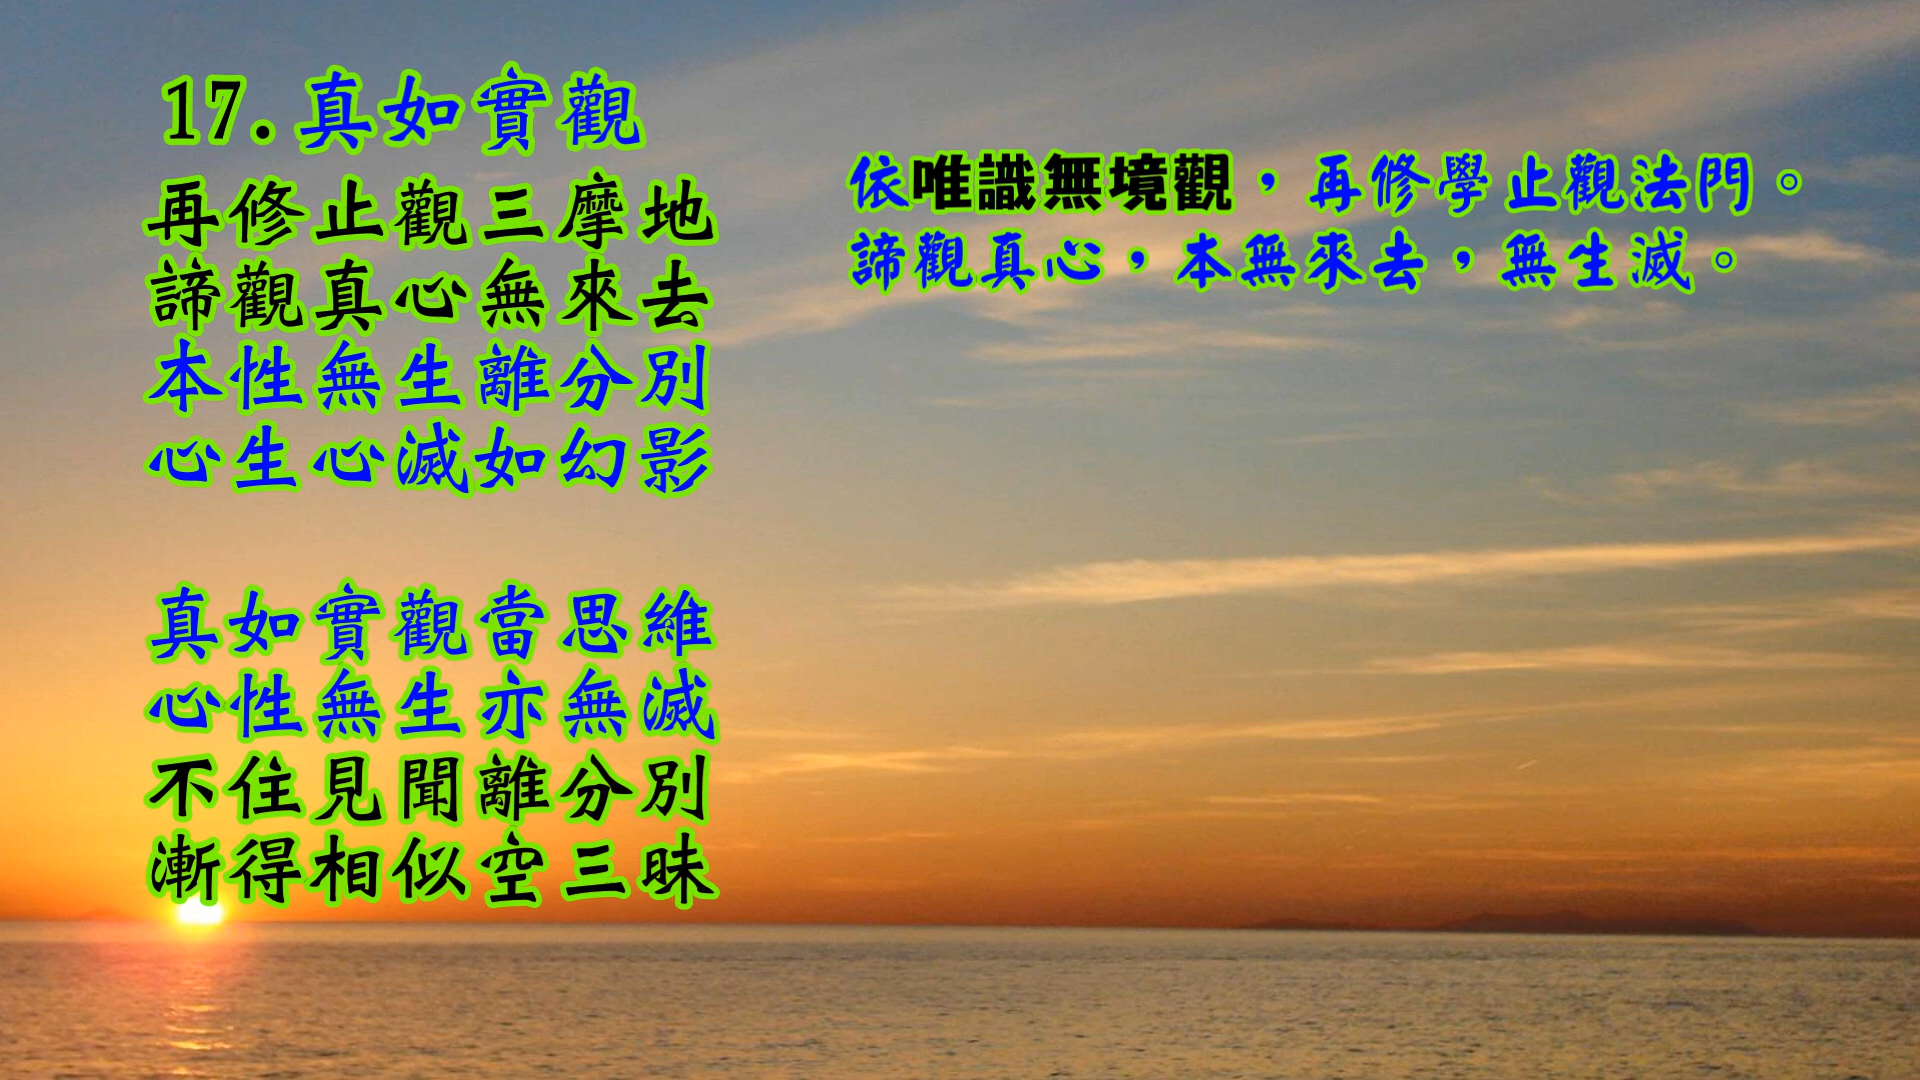 17.真如實觀
再修止觀三摩地
諦觀真心無來去
本性無生離分別
心生心滅如幻影
真如實觀當思維
心性無生亦無滅
不住見聞離分別
漸得相似空三昧
依唯識無境觀，再修學止觀法門。
諦觀真心，本無來去，無生滅。